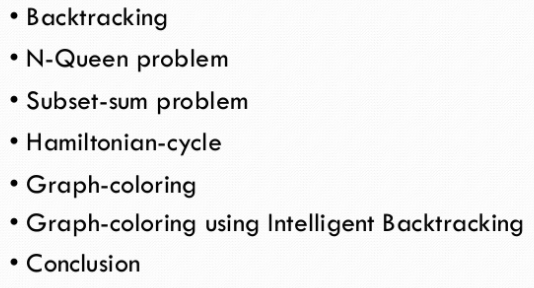 • Backtracking
• N-Queen problem
• Subset-sum problem
• Hamiltonian-cycle
• Graph-coloring
• Graph-coloring using Intelligent Backtracking
• Conclusion